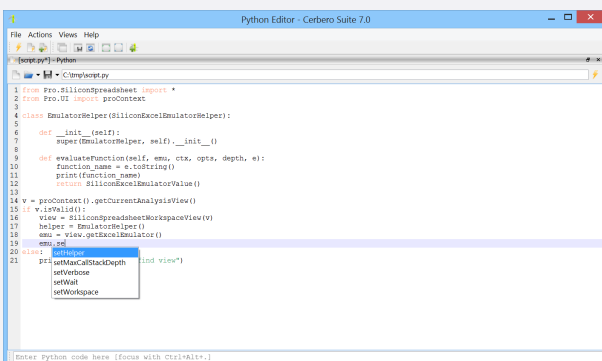 Python Editor - Cerbero Suite 7.0
File Actions Views Help
[script.py*] - Python
C:\tmp\script.py
1 from Pro.SiliconSpreadsheet import *
2 from Pro.UI import proContext
3
4 class EmulatorHelper(SiliconExcelEmulatorHelper):
5
6 def __init__(self):
7 super(EmulatorHelper, self).__init__()
8
9 def evaluateFunction(self, emu, ctx, opts, depth, e):
10 function_name = e.toString()
11 print(function_name)
12 return SiliconExcelEmulatorValue()
13
14 v = proContext().getCurrentAnalysisView()
15 if v.isValid():
16 view = SiliconSpreadsheetWorkspaceView(v)
17 helper = EmulatorHelper()
18 emu = view.getExcelEmulator()
19 emu.se
20 else: setHelper
21 pri setMaxCallStackDepth find view")
setVerbose
setWait
setWorkspace
Enter Python code here [focus with Ctrl+Alt+.]